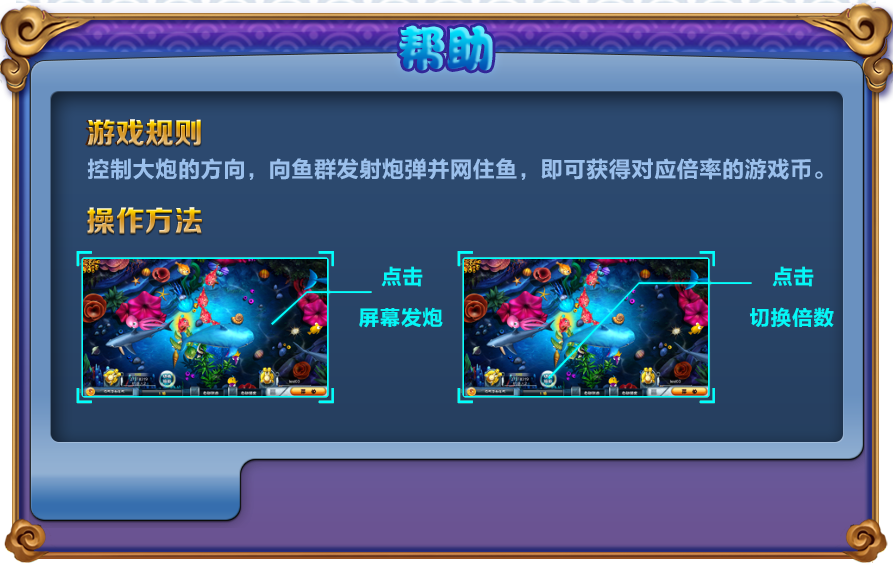 帮助
游戏规则
控制大炮的方向，向鱼群发射炮弹并网住鱼，即可获得对应倍率的游戏币。
操作方法
点击
屏幕发炮
点击
切换倍数